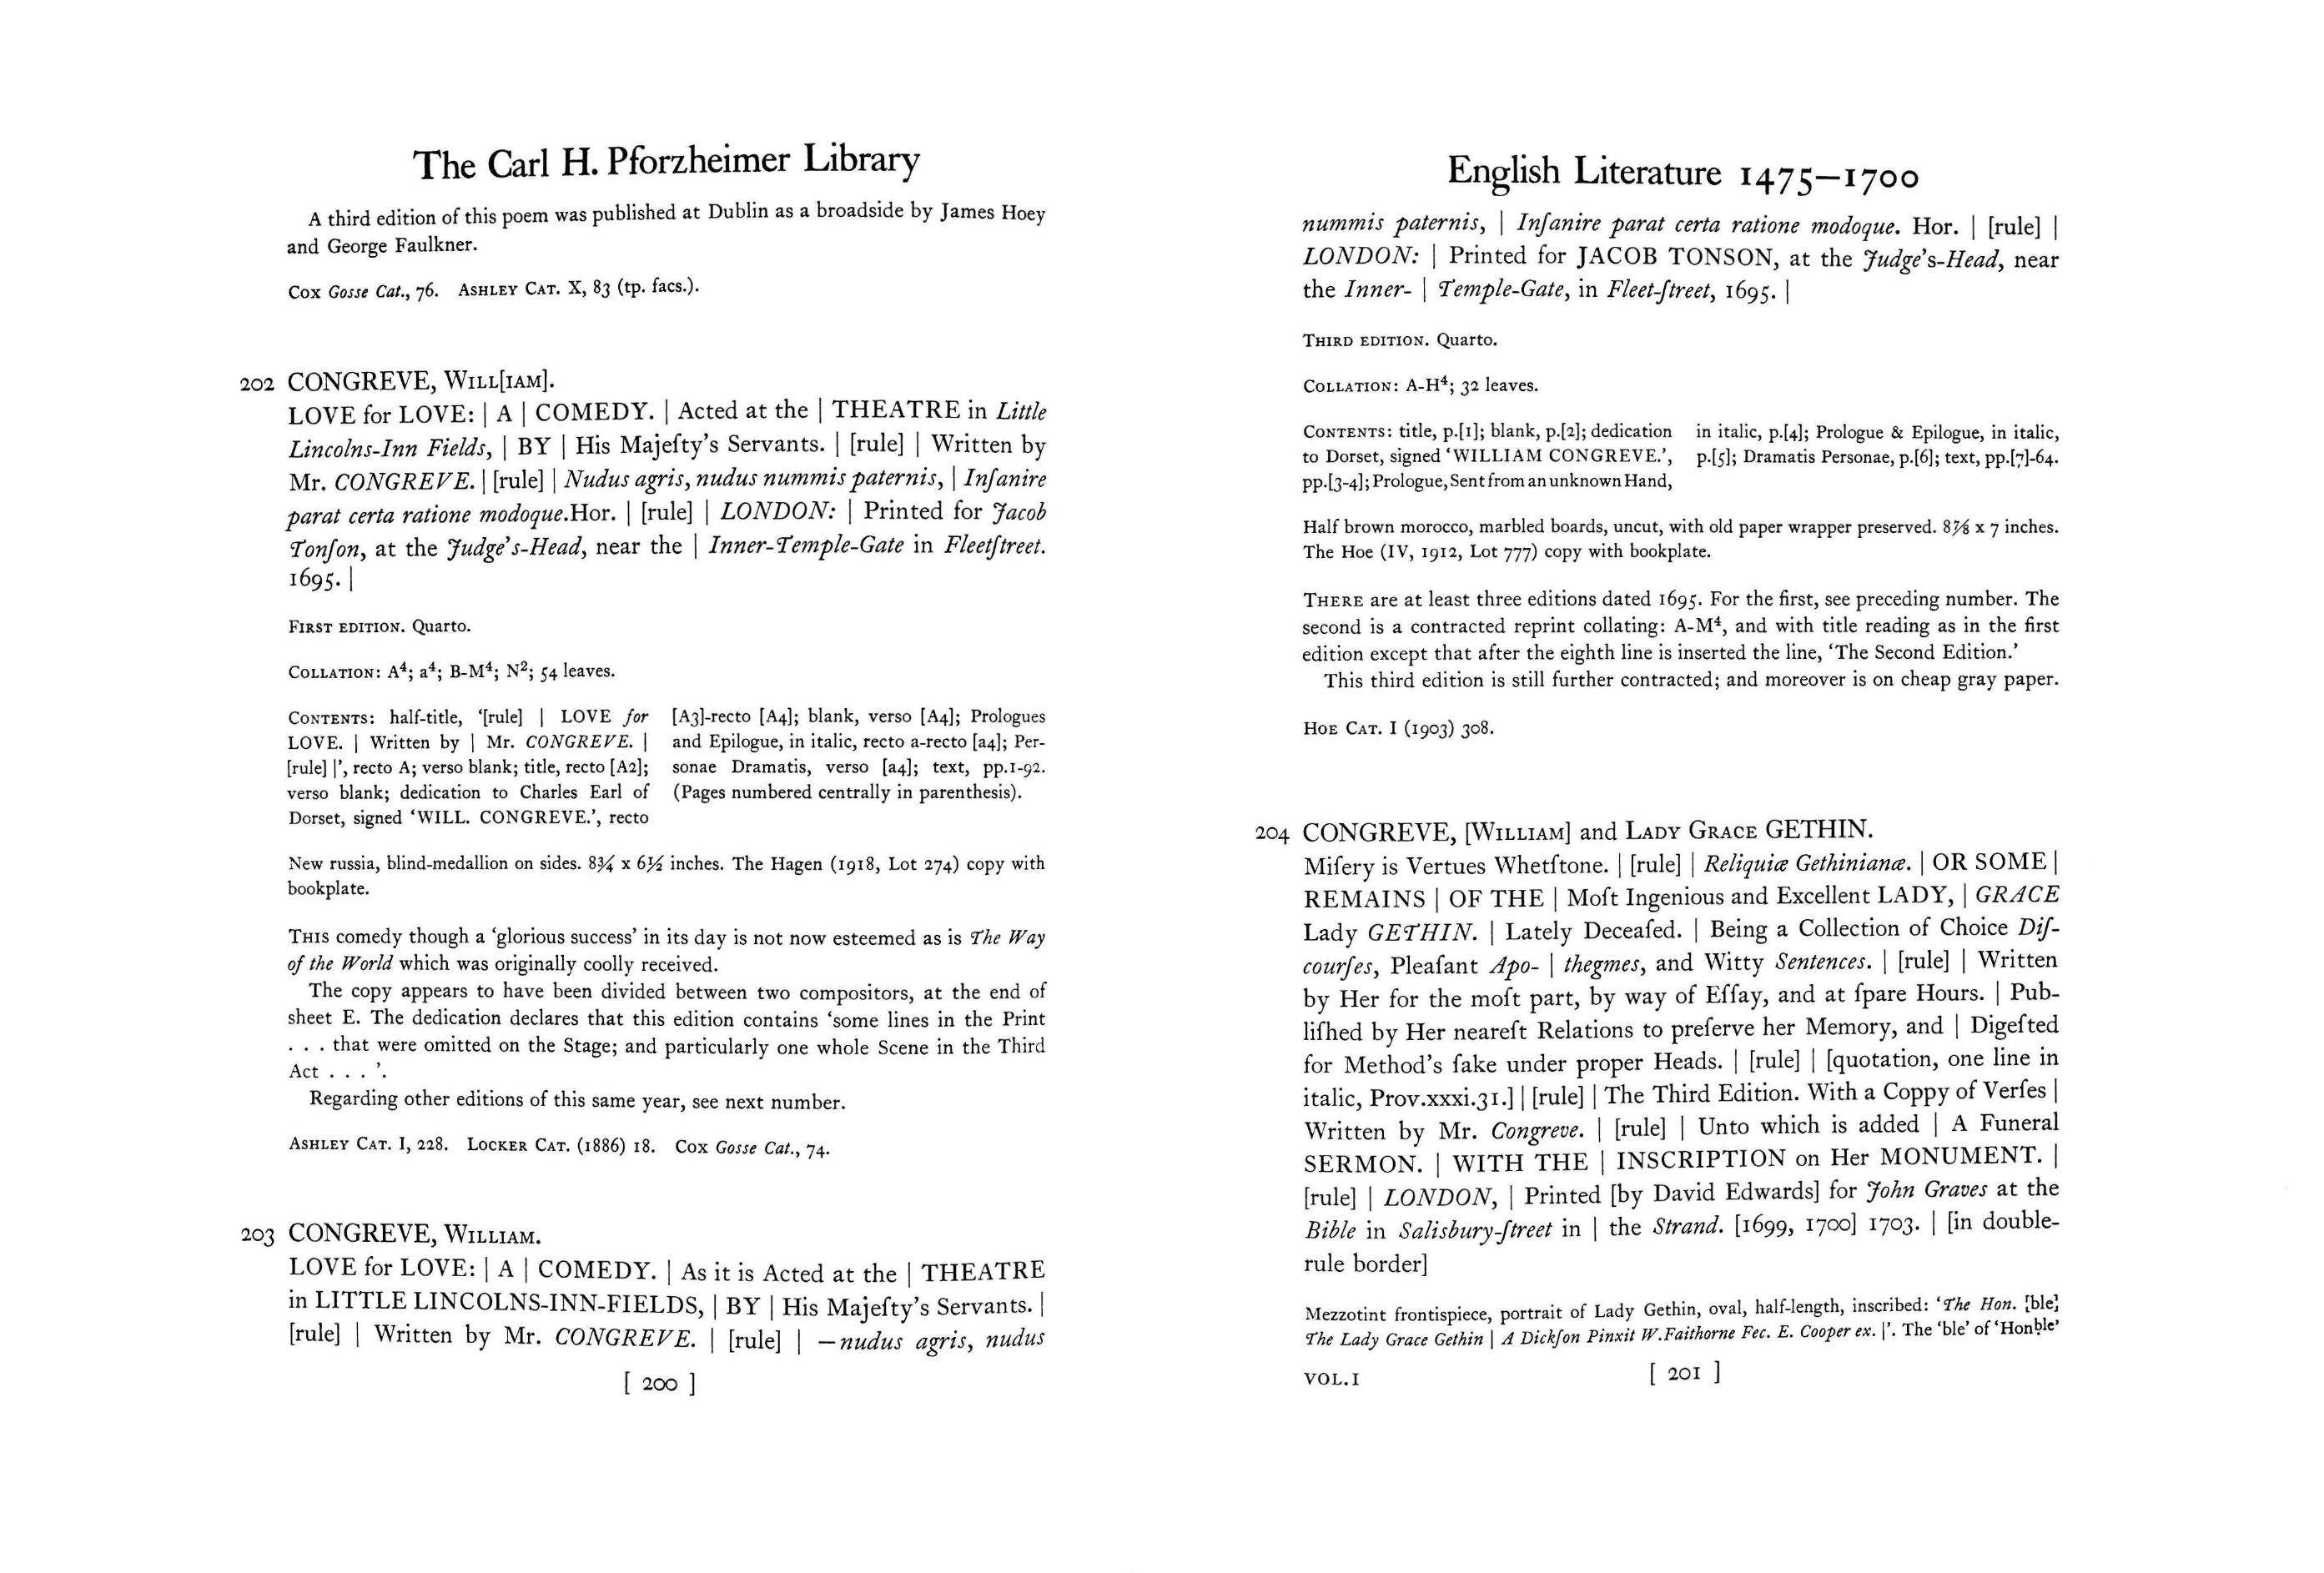 The Carl H. Pforzheimer Library
A third edition of this poem was published at Dublin as a broadside by James Hoey
and George Faulkner.
Cox Gosse Cat., 76. ASHLEY CAT. X, 83 (tp. facs.).
202 CONGREVE, WILL[IAM].
LOVE for LOVE: | A | COMEDY. | Acted at the | THEATRE in Little
Lincolns-Inn Fields, | BY | His Majeſty's Servants. | [rule] | Written by
Mr. CONGREVE. | [rule] | Nudus agris, nudus nummis paternis, | Inſanire
parat certa ratione modoque.Hor. | [rule] | LONDON: | Printed for Jacob
Tonſon, at the Judge's-Head, near the | Inner-Temple-Gate in Fleetſtreet.
1695. |
FIRST EDITION. Quarto.
COLLATION: A⁴; a⁴; B-M⁴; N²; 54 leaves.
CONTENTS: half-title, '[rule] | LOVE for
LOVE. | Written by | Mr. CONGREVE. |
[rule] |', recto A; verso blank; title, recto [A2];
verso blank; dedication to Charles Earl of
Dorset, signed 'WILL. CONGREVE.', recto
[A3]-recto [A4]; blank, verso [A4]; Prologues
and Epilogue, in italic, recto a-recto [a4]; Per-
sonae Dramatis, verso [a4]; text, pp.1-92.
(Pages numbered centrally in parenthesis).
New russia, blind-medallion on sides. 8¾ x 6½ inches. The Hagen (1918, Lot 274) copy with
bookplate.
THIS comedy though a 'glorious success' in its day is not now esteemed as is The Way
of the World which was originally coolly received.
The copy appears to have been divided between two compositors, at the end of
sheet E. The dedication declares that this edition contains 'some lines in the Print
. . . that were omitted on the Stage; and particularly one whole Scene in the Third
Act . . . '.
Regarding other editions of this same year, see next number.
ASHLEY CAT. I, 228. LOCKER CAT. (1886) 18. Cox Gosse Cat., 74.
203 CONGREVE, WILLIAM.
LOVE for LOVE: | A | COMEDY. | As it is Acted at the | THEATRE
in LITTLE LINCOLNS-INN-FIELDS, | BY | His Majeſty's Servants. |
[rule] | Written by Mr. CONGREVE. | [rule] | —nudus agris, nudus
[ 200 ]
English Literature 1475—1700
nummis paternis, | Inſanire parat certa ratione modoque. Hor. | [rule] |
LONDON: | Printed for JACOB TONSON, at the Judge's-Head, near
the Inner- | Temple-Gate, in Fleet-ſtreet, 1695. |
THIRD EDITION. Quarto.
COLLATION: A-H⁴; 32 leaves.
CONTENTS: title, p.[1]; blank, p.[2]; dedication
to Dorset, signed 'WILLIAM CONGREVE.',
pp.[3-4]; Prologue, Sent from an unknown Hand,
in italic, p.[4]; Prologue & Epilogue, in italic,
p.[5]; Dramatis Personae, p.[6]; text, pp.[7]-64.
Half brown morocco, marbled boards, uncut, with old paper wrapper preserved. 8⅞ x 7 inches.
The Hoe (IV, 1912, Lot 777) copy with bookplate.
THERE are at least three editions dated 1695. For the first, see preceding number. The
second is a contracted reprint collating: A-M⁴, and with title reading as in the first
edition except that after the eighth line is inserted the line, 'The Second Edition.'
This third edition is still further contracted; and moreover is on cheap gray paper.
HOE CAT. I (1903) 308.
204 CONGREVE, [WILLIAM] and LADY GRACE GETHIN.
Miſery is Vertues Whetſtone. | [rule] | Reliquiæ Gethinianæ. | OR SOME |
REMAINS | OF THE | Moſt Ingenious and Excellent LADY, | GRACE
Lady GETHIN. | Lately Deceaſed. | Being a Collection of Choice Diſ-
courſes, Pleaſant Apo- | thegmes, and Witty Sentences. | [rule] | Written
by Her for the moſt part, by way of Eſſay, and at ſpare Hours. | Pub-
liſhed by Her neareſt Relations to preſerve her Memory, and | Digeſted
for Method's ſake under proper Heads. | [rule] | [quotation, one line in
italic, Prov.xxxi.31.] | [rule] | The Third Edition. With a Coppy of Verſes |
Written by Mr. Congreve. | [rule] | Unto which is added | A Funeral
SERMON. | WITH THE | INSCRIPTION on Her MONUMENT. |
[rule] | LONDON, | Printed [by David Edwards] for John Graves at the
Bible in Salisbury-ſtreet in | the Strand. [1699, 1700] 1703. | [in double-
rule border]
Mezzotint frontispiece, portrait of Lady Gethin, oval, half-length, inscribed: 'The Hon. [ble]
The Lady Grace Gethin | A Dickſon Pinxit W.Faithorne Fec. E. Cooper ex. |'. The 'ble' of 'Honble'
VOL.I
[ 201 ]